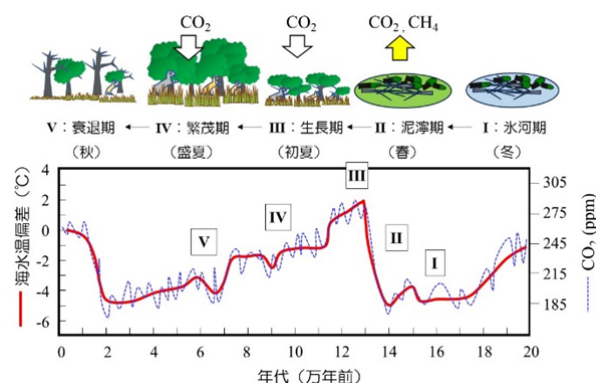 CO2 CO2 CO2 , CH4
V：衰退期 ← IV：繁茂期 ← III：生長期 ← II：泥濘期 ← I：氷河期
（秋） （盛夏） （初夏） （春） （冬）
III
IV
V
II
I
海水温偏差（℃）
4
2
0
-2
-4
-6
CO2 (ppm)
305
275
245
215
185
0 2 4 6 8 10 12 14 16 18 20
年代（万年前）